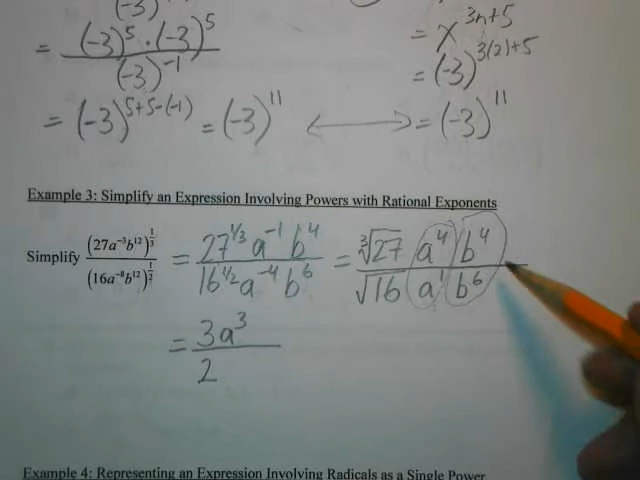 (-3)
= (-3)^5 · (-3)^5 / (-3)^-1
= x^3n+5
= (-3)^3(2)+5
= (-3)^5+5-(-1) = (-3)^11 ⟷ = (-3)^11
Example 3: Simplify an Expression Involving Powers with Rational Exponents
Simplify (27a^-3b^12)^1/3 / (16a^-8b^12)^1/2 = 27^1/3 a^-1 b^4 / 16^1/2 a^-4 b^6 = ∛27 a^4 b^4 / √16 a^1 b^6
= 3a^3 / 2
Example 4: Representing an Expression Involving Radicals as a Single Power